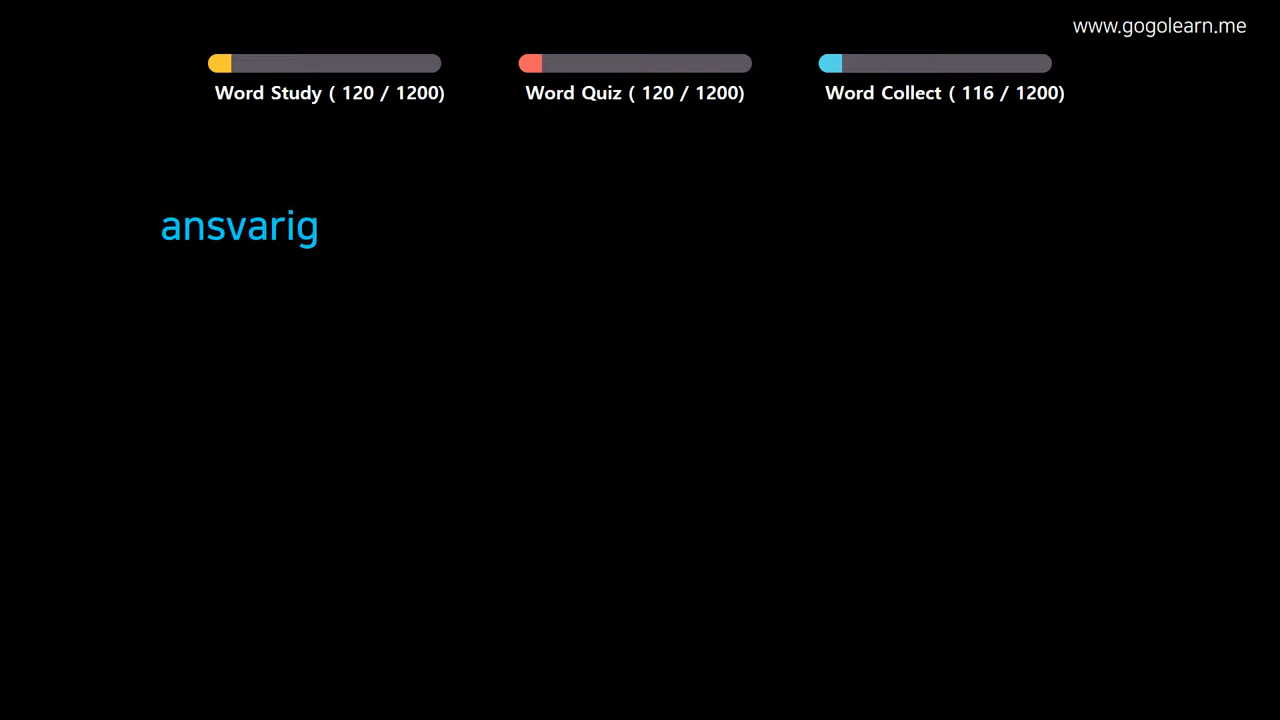 www.gogolearn.me
Word Study ( 120 / 1200)
Word Quiz ( 120 / 1200)
Word Collect ( 116 / 1200)
ansvarig